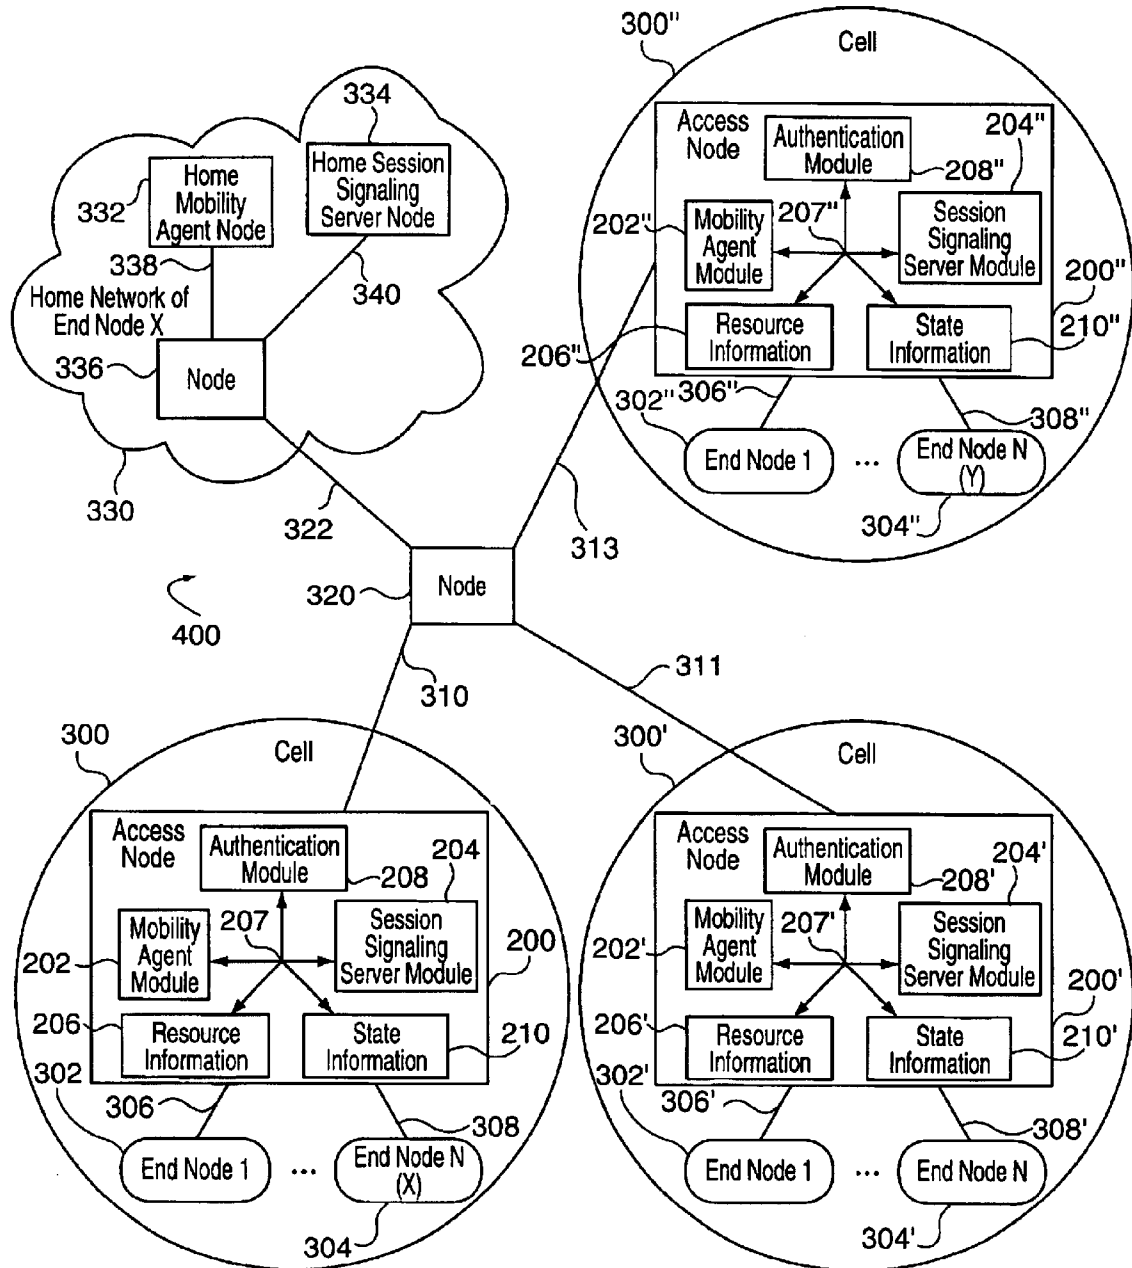 300"
Cell
Access
Node
Authentication
Module
204"
208"
202"
Mobility
Agent
Module
207"
Session
Signaling
Server Module
200"
Resource
Information
State
Information
210"
206"
306"
302"
308"
End Node 1
...
End Node N
(Y)
304"
334
332
Home
Mobility
Agent Node
Home Session
Signaling
Server Node
338
340
Home Network of
End Node X
336
Node
330
322
313
320
Node
400
310
311
300
Cell
Access
Node
Authentication
Module
204
208
Mobility
Agent
Module
207
Session
Signaling
Server Module
202
200
206
Resource
Information
State
Information
210
302
306
308
End Node 1
...
End Node N
(X)
304
300'
Cell
Access
Node
Authentication
Module
204'
208'
202'
Mobility
Agent
Module
207'
Session
Signaling
Server Module
200'
206'
Resource
Information
State
Information
210'
302'
306'
308'
End Node 1
...
End Node N
304'